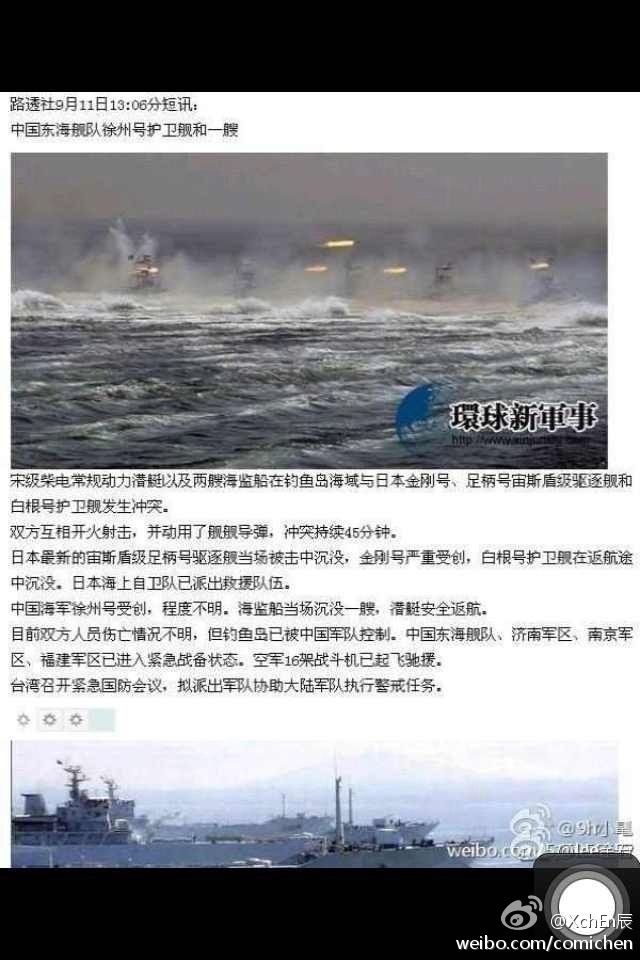 路透社9月11日13:06分短讯：
中国东海舰队徐州号护卫舰和一艘
環球新軍事
宋级柴电常规动力潜艇以及两艘海监船在钓鱼岛海域与日本金刚号、足柄号宙斯盾级驱逐舰和
白根号护卫舰发生冲突。
双方互相开火射击，并动用了舰舰导弹，冲突持续45分钟。
日本最新的宙斯盾级足柄号驱逐舰当场被击中沉没，金刚号严重受创，白根号护卫舰在返航途
中沉没。日本海上自卫队已派出救援队伍。
中国海军徐州号受创，程度不明。海监船当场沉没一艘，潜艇安全返航。
目前双方人员伤亡情况不明，但钓鱼岛已被中国军队控制。中国东海舰队、济南军区、南京军
区、福建军区已进入紧急战备状态。空军16架战斗机已起飞驰援。
台湾召开紧急国防会议，拟派出军队协助大陆军队执行警戒任务。
@XchEn辰
weibo.com/comichen